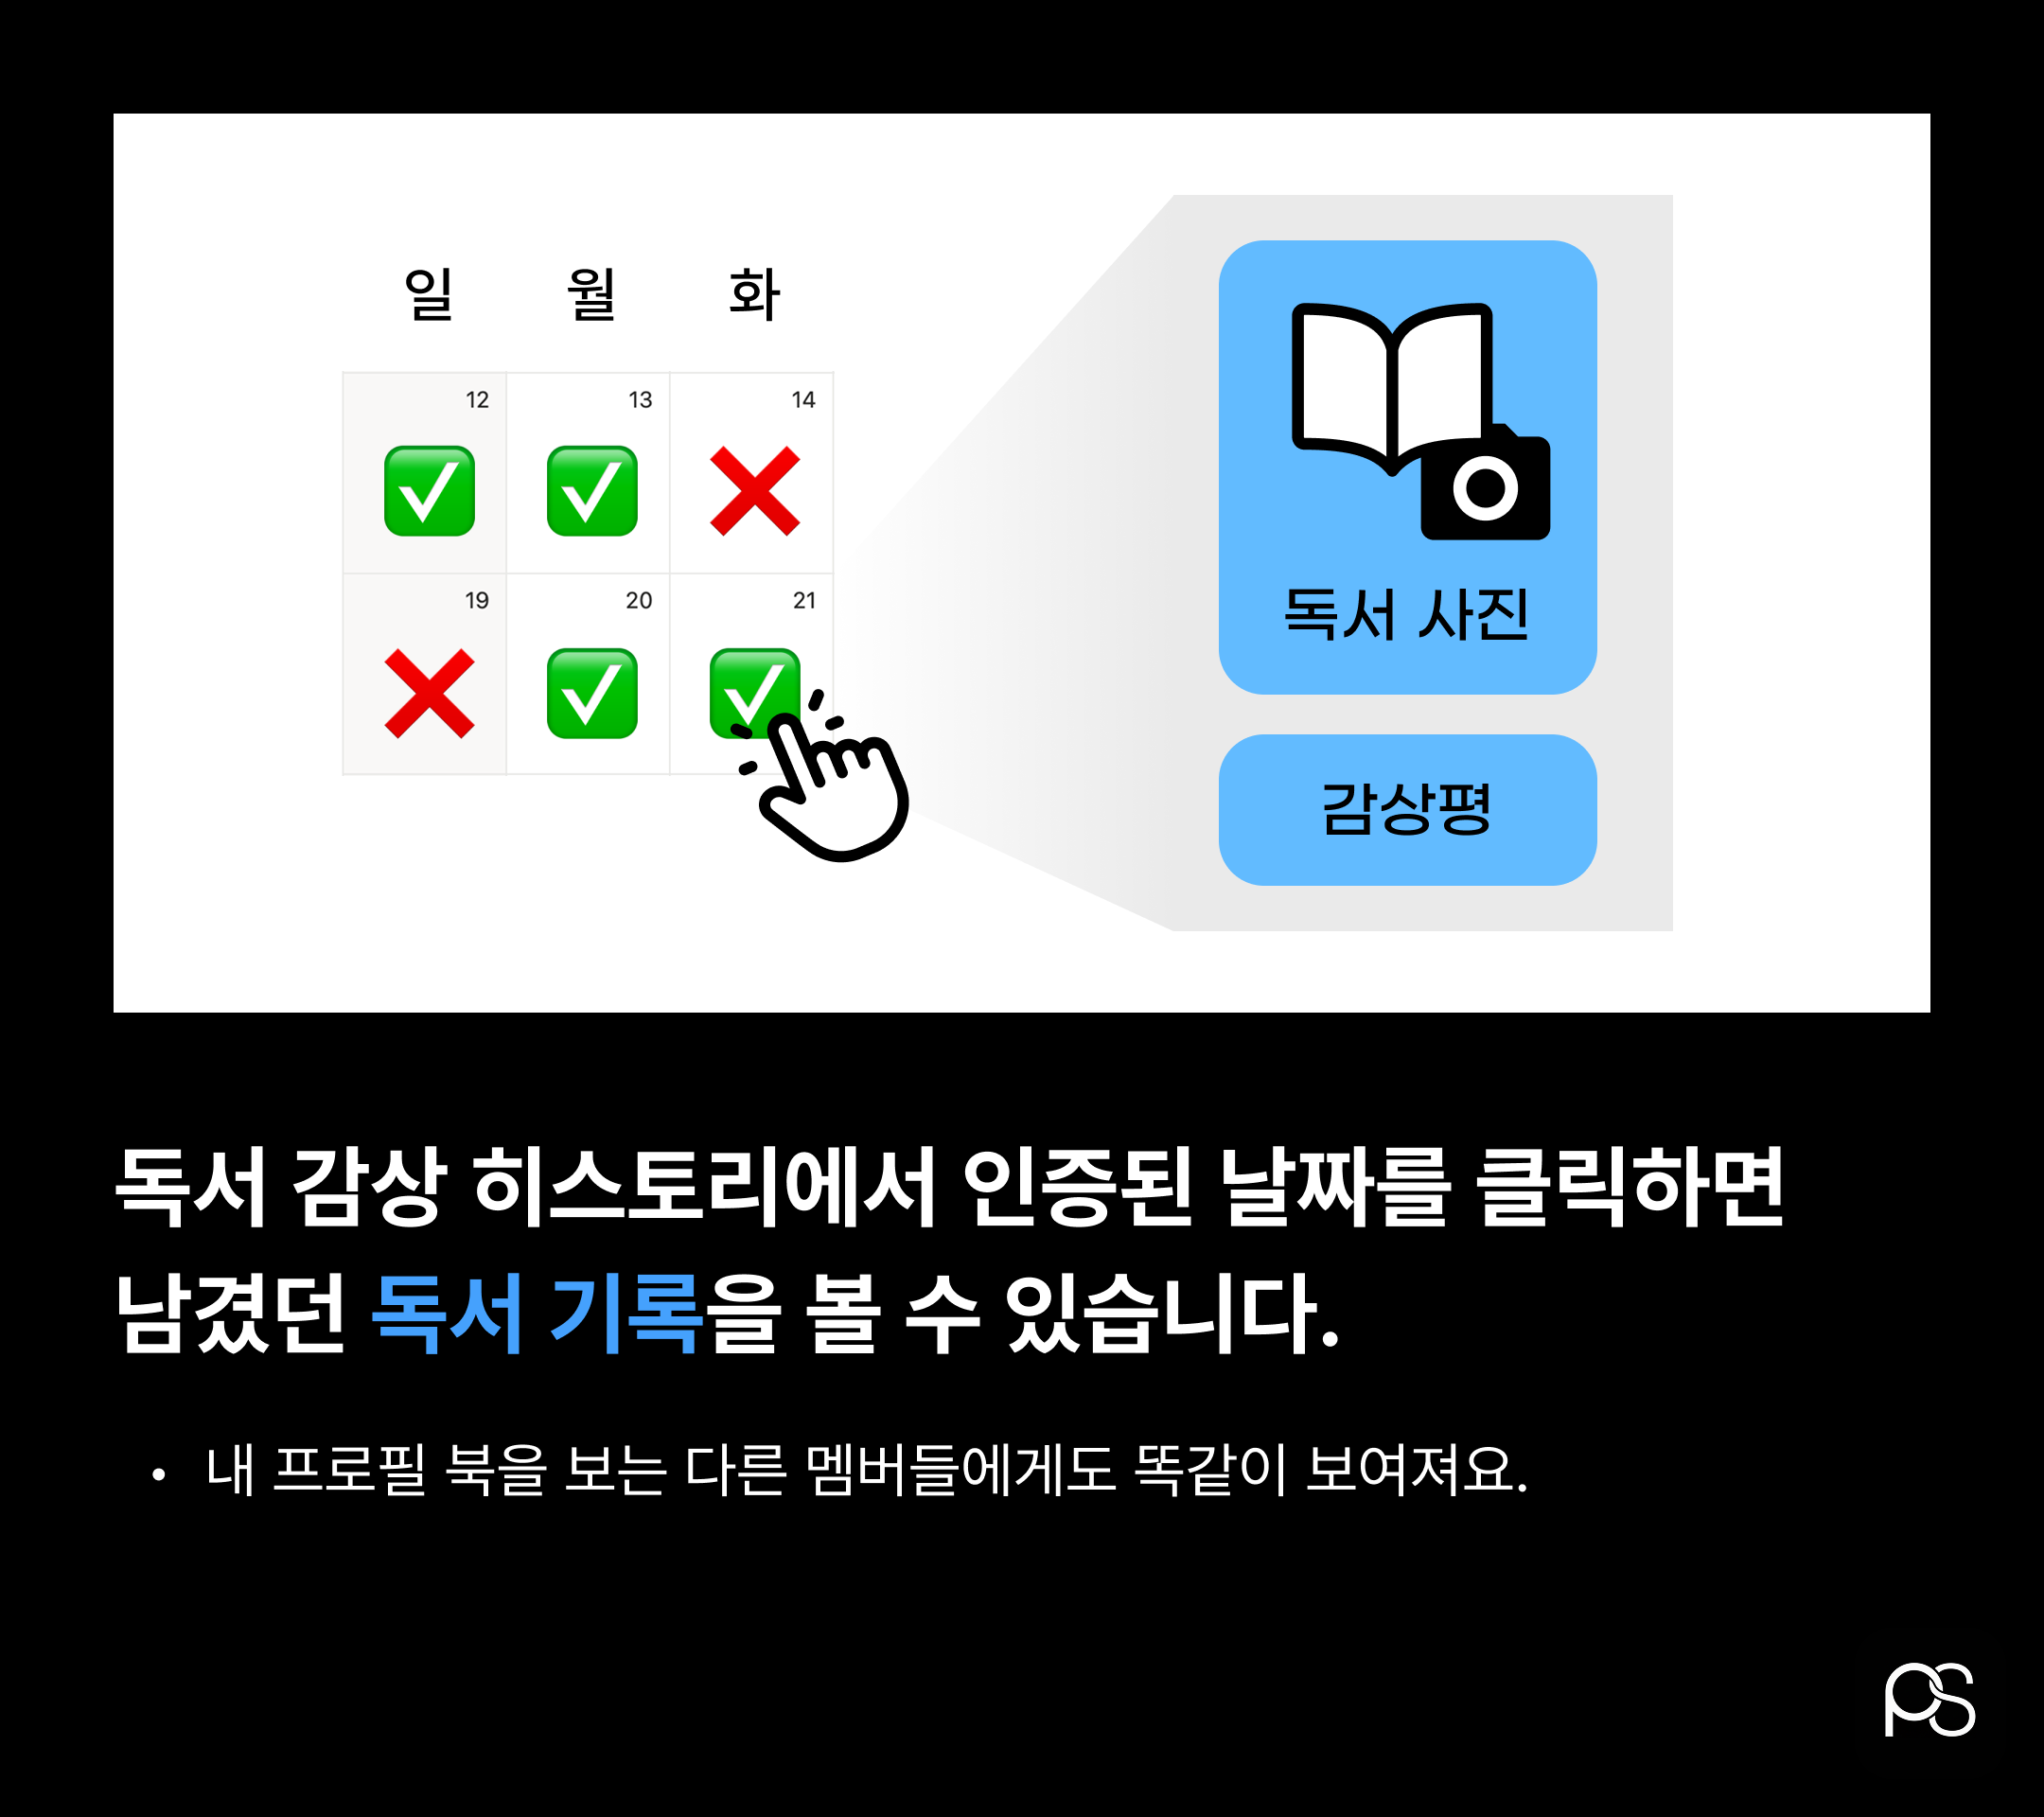 일 월 화
12 13 14
19 20 21
독서 사진
감상평
독서 감상 히스토리에서 인증된 날짜를 클릭하면
남겼던 독서 기록을 볼 수 있습니다.
• 내 프로필 북을 보는 다른 멤버들에게도 똑같이 보여져요.
PS